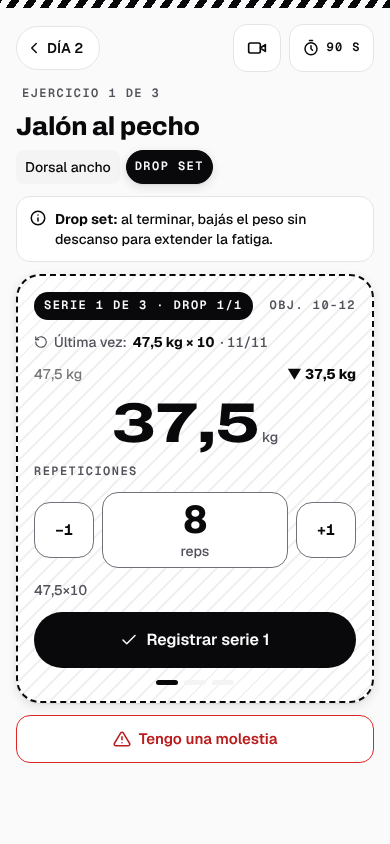 DÍA 2
90 S
EJERCICIO 1 DE 3
Jalón al pecho
Dorsal ancho
DROP SET
Drop set: al terminar, bajás el peso sin
descanso para extender la fatiga.
SERIE 1 DE 3 · DROP 1/1
OBJ. 10-12
Última vez: 47,5 kg × 10 · 11/11
47,5 kg
▼ 37,5 kg
37,5 kg
REPETICIONES
−1
8
reps
+1
47,5×10
Registrar serie 1
Tengo una molestia